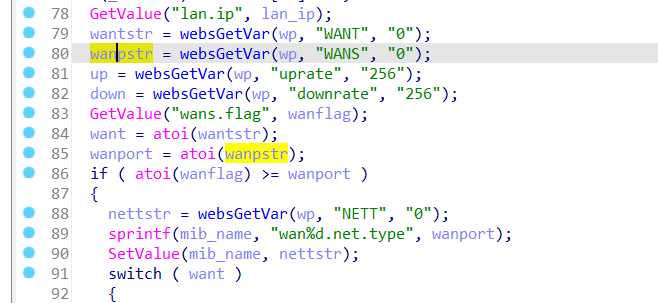 78 GetValue("lan.ip", lan_ip);
79 wantstr = websGetVar(wp, "WANT", "0");
80 wanpstr = websGetVar(wp, "WANS", "0");
81 up = websGetVar(wp, "uprate", "256");
82 down = websGetVar(wp, "downrate", "256");
83 GetValue("wans.flag", wanflag);
84 want = atoi(wantstr);
85 wanport = atoi(wanpstr);
86 if ( atoi(wanflag) >= wanport )
87 {
88 nettstr = websGetVar(wp, "NETT", "0");
89 sprintf(mib_name, "wan%d.net.type", wanport);
90 SetValue(mib_name, nettstr);
91 switch ( want )
92 {